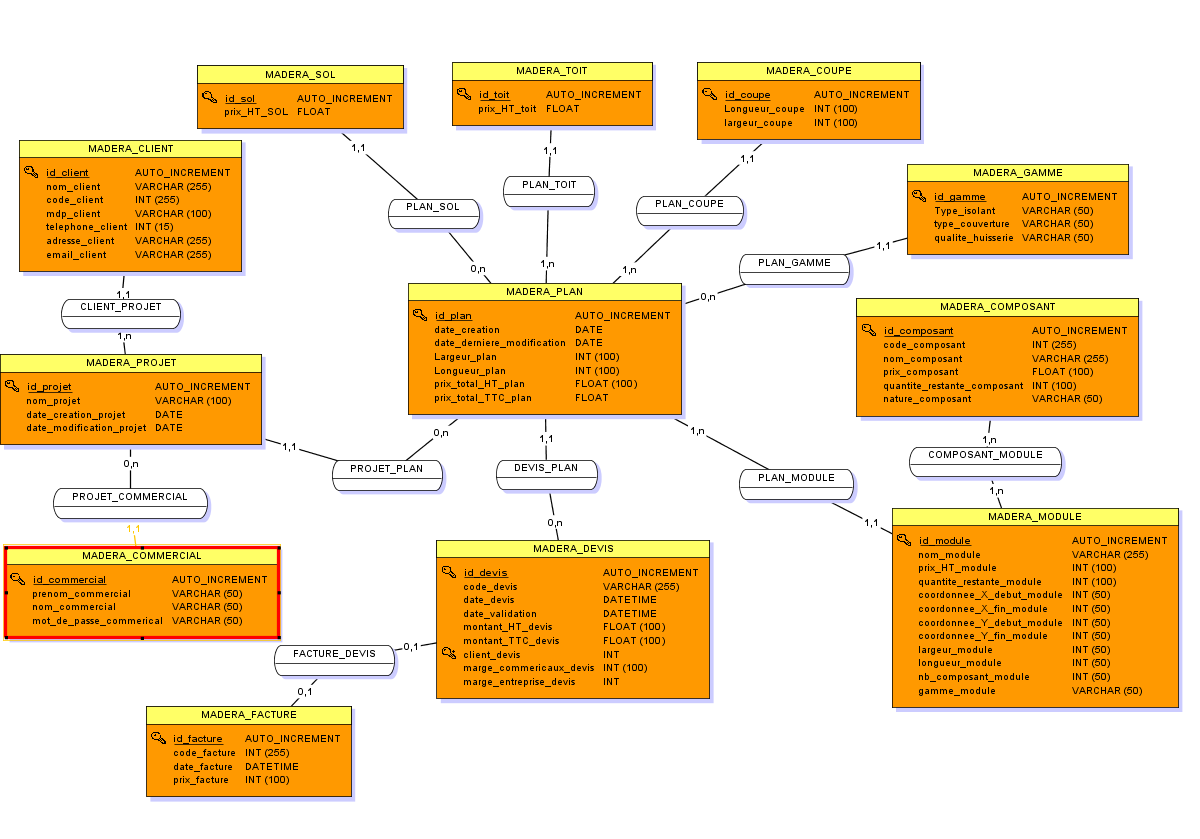 MADERA_SOL
id_sol AUTO_INCREMENT
prix_HT_SOL FLOAT
MADERA_TOIT
id_toit AUTO_INCREMENT
prix_HT_toit FLOAT
MADERA_COUPE
id_coupe AUTO_INCREMENT
Longueur_coupe INT (100)
largeur_coupe INT (100)
MADERA_CLIENT
id_client AUTO_INCREMENT
nom_client VARCHAR (255)
code_client INT (255)
mdp_client VARCHAR (100)
telephone_client INT (15)
adresse_client VARCHAR (255)
email_client VARCHAR (255)
MADERA_GAMME
id_gamme AUTO_INCREMENT
Type_isolant VARCHAR (50)
type_couverture VARCHAR (50)
qualite_huisserie VARCHAR (50)
1,1
1,1
1,1
PLAN_SOL
PLAN_TOIT
PLAN_COUPE
1,1
PLAN_GAMME
0,n
1,n
1,n
0,n
1,1
CLIENT_PROJET
1,n
MADERA_PLAN
id_plan AUTO_INCREMENT
date_creation DATE
date_derniere_modification DATE
Largeur_plan INT (100)
Longueur_plan INT (100)
prix_total_HT_plan FLOAT (100)
prix_total_TTC_plan FLOAT
MADERA_COMPOSANT
id_composant AUTO_INCREMENT
code_composant INT (255)
nom_composant VARCHAR (255)
prix_composant FLOAT (100)
quantite_restante_composant INT (100)
nature_composant VARCHAR (50)
MADERA_PROJET
id_projet AUTO_INCREMENT
nom_projet VARCHAR (100)
date_creation_projet DATE
date_modification_projet DATE
0,n
1,1
1,n
1,n
1,1
0,n
PROJET_PLAN
DEVIS_PLAN
PLAN_MODULE
COMPOSANT_MODULE
PROJET_COMMERCIAL
1,1
0,n
1,1
1,n
MADERA_COMMERCIAL
id_commercial AUTO_INCREMENT
prenom_commercial VARCHAR (50)
nom_commercial VARCHAR (50)
mot_de_passe_commerical VARCHAR (50)
MADERA_DEVIS
id_devis AUTO_INCREMENT
code_devis VARCHAR (255)
date_devis DATETIME
date_validation DATETIME
montant_HT_devis FLOAT (100)
montant_TTC_devis FLOAT (100)
client_devis INT
marge_commericaux_devis INT (100)
marge_entreprise_devis INT
MADERA_MODULE
id_module AUTO_INCREMENT
nom_module VARCHAR (255)
prix_HT_module INT (100)
quantite_restante_module INT (100)
coordonnee_X_debut_module INT (50)
coordonnee_X_fin_module INT (50)
coordonnee_Y_debut_module INT (50)
coordonnee_Y_fin_module INT (50)
largeur_module INT (50)
longueur_module INT (50)
nb_composant_module INT (50)
gamme_module VARCHAR (50)
0,1
FACTURE_DEVIS
0,1
MADERA_FACTURE
id_facture AUTO_INCREMENT
code_facture INT (255)
date_facture DATETIME
prix_facture INT (100)